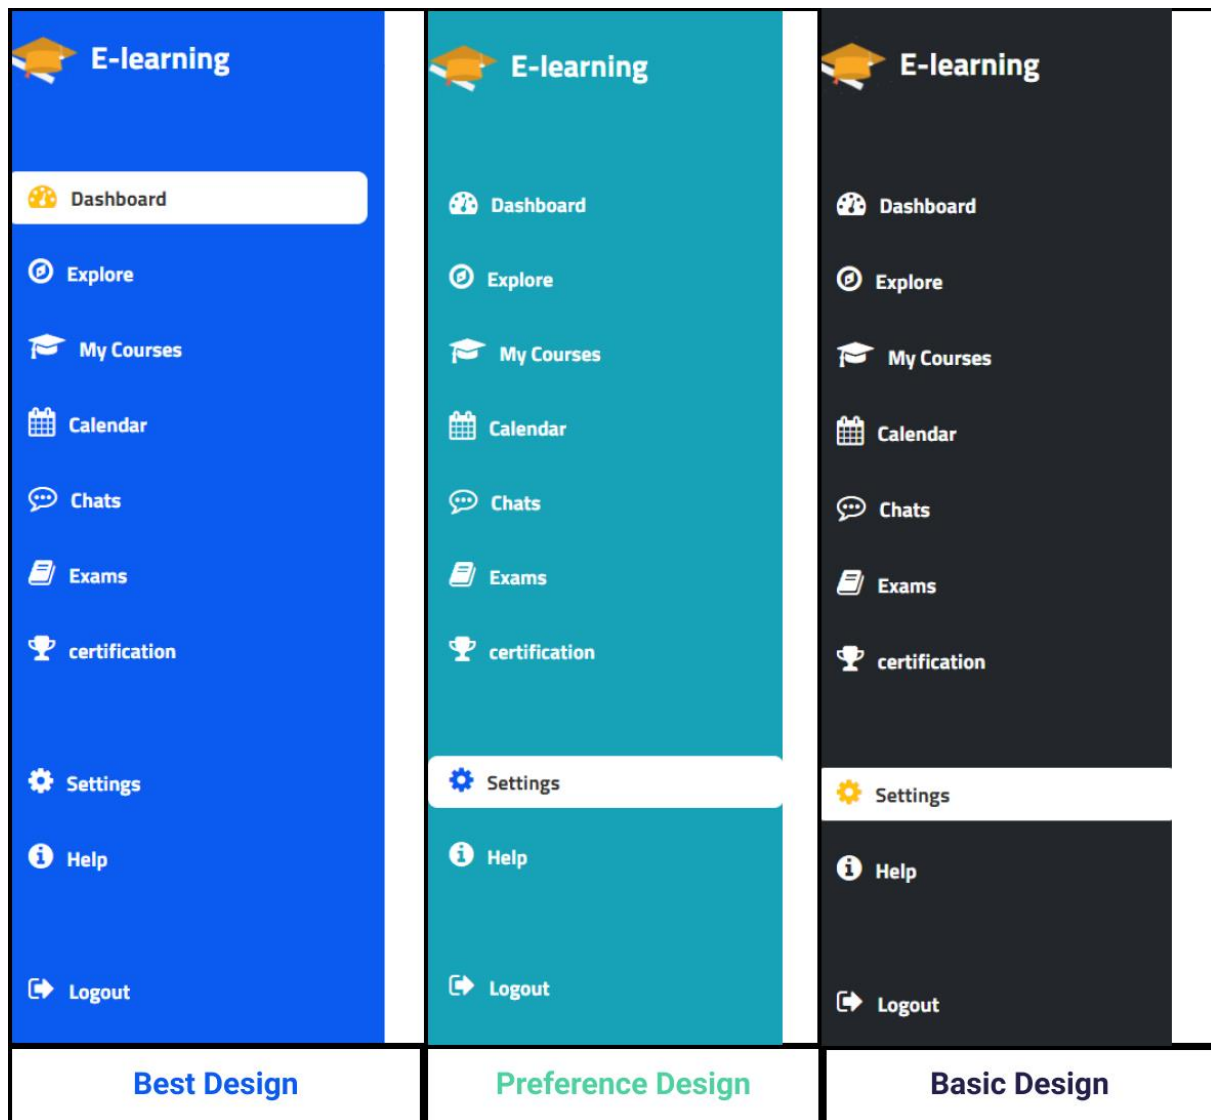 E-learning
Dashboard
Explore
My Courses
Calendar
Chats
Exams
certification
Settings
Help
Logout
Best Design
E-learning
Dashboard
Explore
My Courses
Calendar
Chats
Exams
certification
Settings
Help
Logout
Preference Design
E-learning
Dashboard
Explore
My Courses
Calendar
Chats
Exams
certification
Settings
Help
Logout
Basic Design